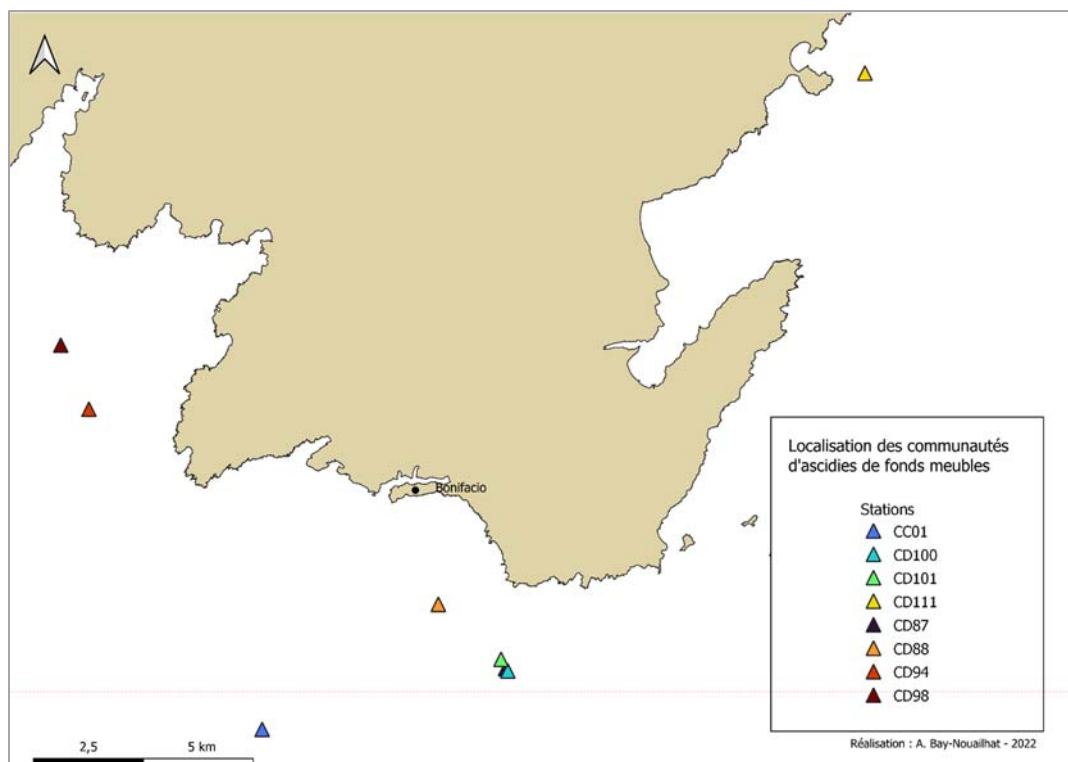 Bonifacio
Localisation des communautés
d'ascidies de fonds meubles
Stations
CC01
CD100
CD101
CD111
CD87
CD88
CD94
CD98
2,5 5 km
Réalisation : A. Bay-Nouailhat - 2022